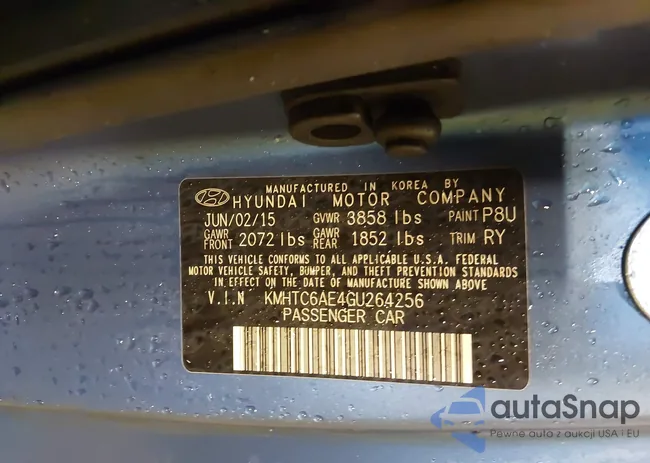 MANUFACTURED IN KOREA BY
HYUNDAI MOTOR COMPANY
JUN/02/15 GVWR 3858 lbs PAINT P8U
GAWR FRONT 2072 lbs GAWR REAR 1852 lbs TRIM RY
THIS VEHICLE CONFORMS TO ALL APPLICABLE U.S.A. FEDERAL
MOTOR VEHICLE SAFETY, BUMPER, AND THEFT PREVENTION STANDARDS
IN EFFECT ON THE DATE OF MANUFACTURE SHOWN ABOVE
V.I.N KMHTC6AE4GU264256
PASSENGER CAR
autaSnap
Pewne auta z aukcji USA i EU